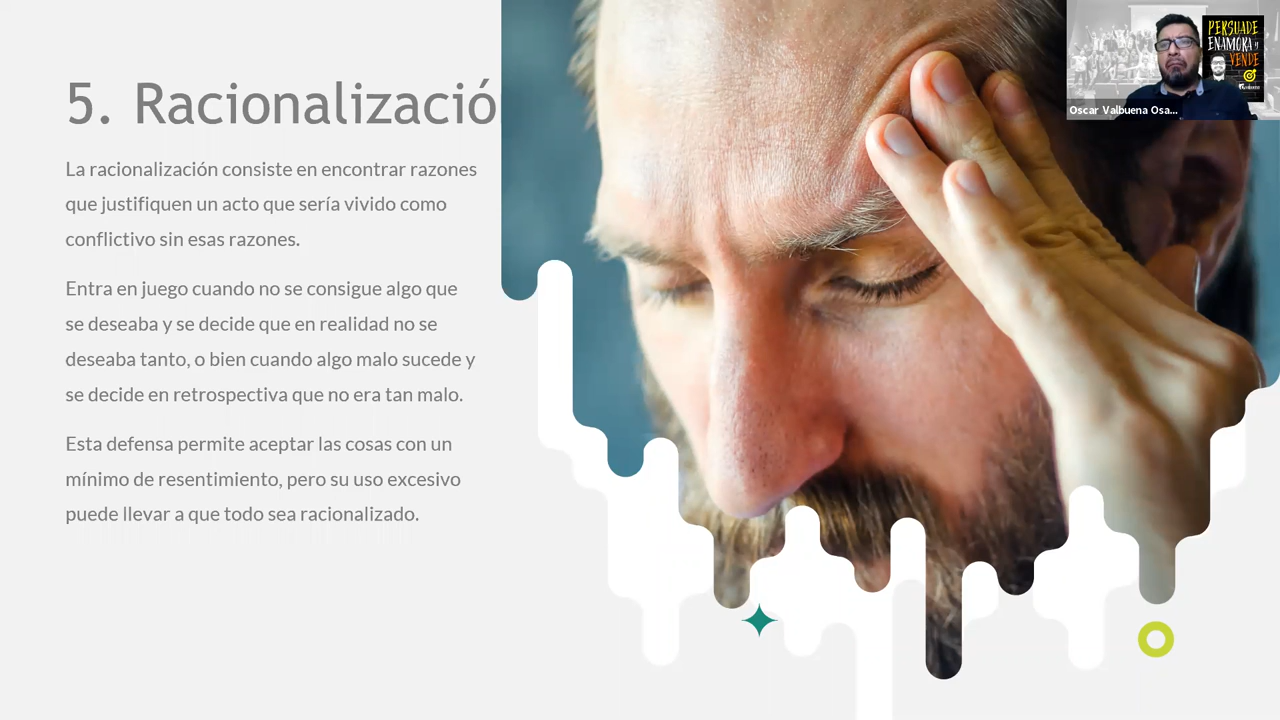 5. Racionalizació
La racionalización consiste en encontrar razones
que justifiquen un acto que sería vivido como
conflictivo sin esas razones.
Entra en juego cuando no se consigue algo que
se deseaba y se decide que en realidad no se
deseaba tanto, o bien cuando algo malo sucede y
se decide en retrospectiva que no era tan malo.
Esta defensa permite aceptar las cosas con un
mínimo de resentimiento, pero su uso excesivo
puede llevar a que todo sea racionalizado.
PERSUADE
ENAMORA y
VENDE
Oscar Valbuena Osa...